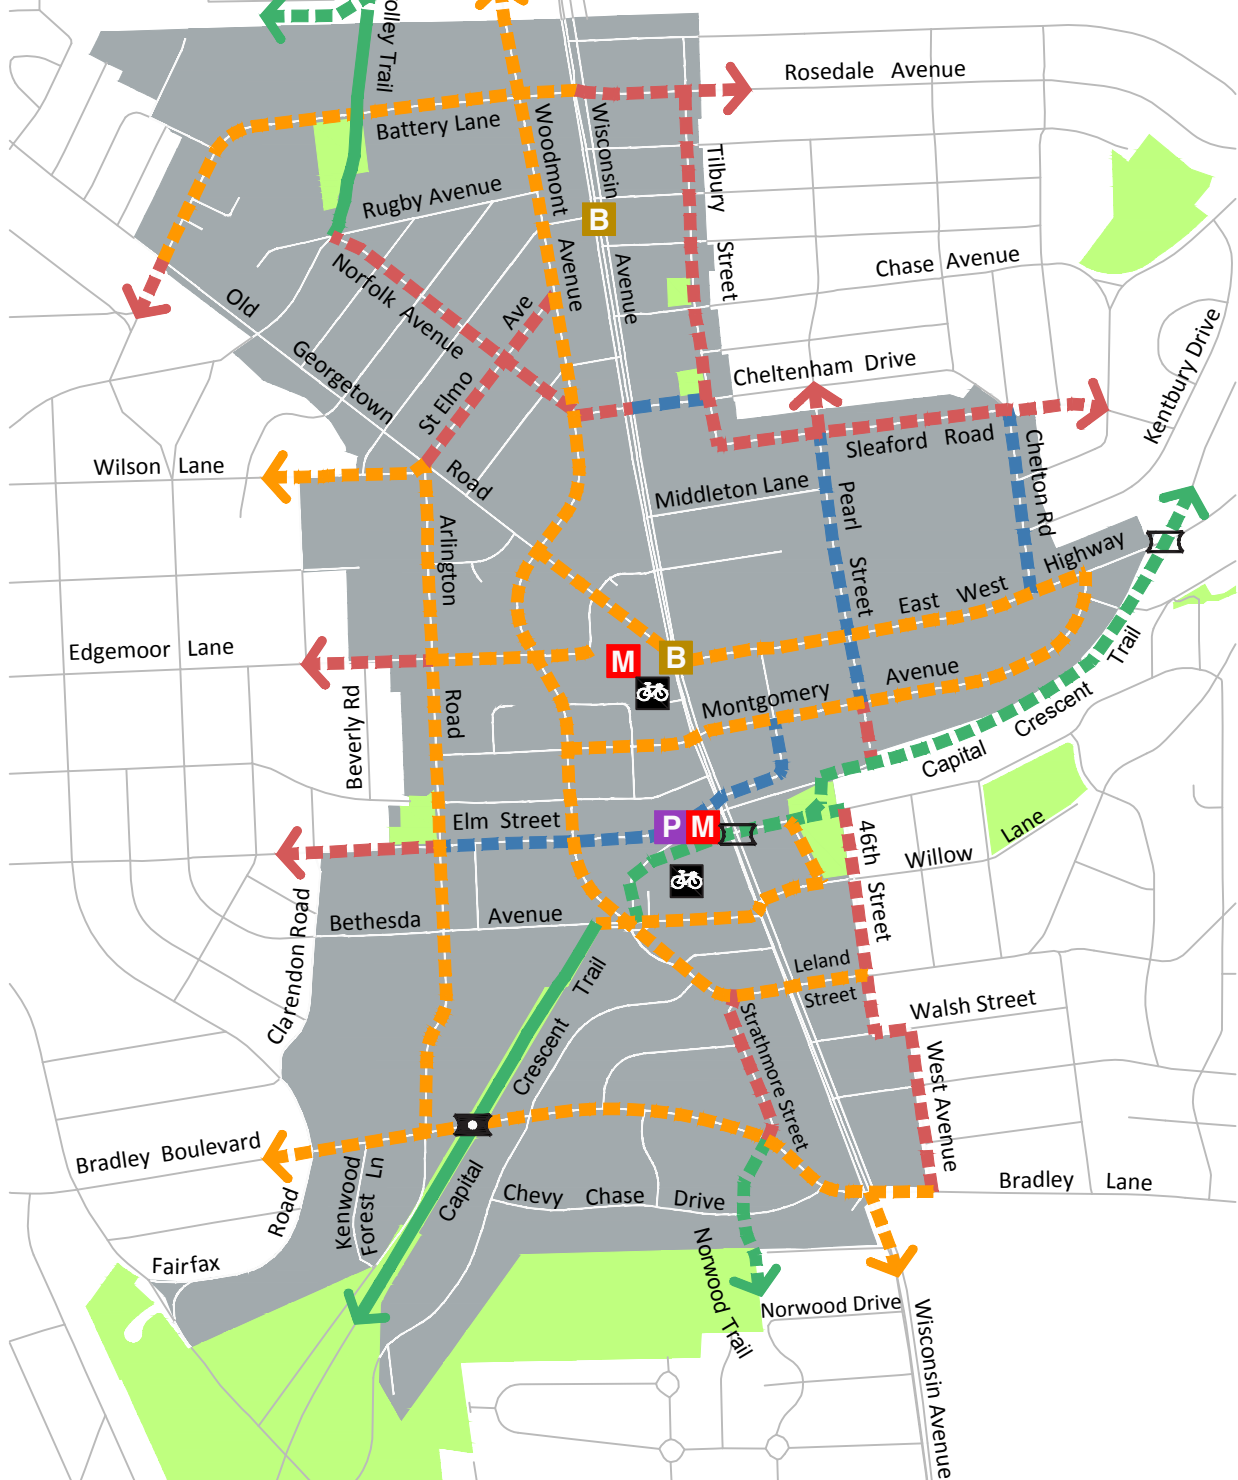 olley Trail
Rosedale Avenue
Battery Lane
Woodmont
Avenue
Wisconsin
Avenue
Tilbury
Street
Rugby Avenue
B
Chase Avenue
Norfolk Avenue
Old
Georgetown
Road
St Elmo
Ave
Kentbury Drive
Cheltenham Drive
Sleaford Road
Chelton Rd
Wilson Lane
Middleton Lane
Pearl
Street
Arlington
Road
East West
Highway
Edgemoor Lane
M
B
Trail
Crescent
Capital
Beverly Rd
Montgomery
Avenue
Elm Street
P
M
46th
Street
Lane
Willow
Clarendon Road
Bethesda
Avenue
Leland
Street
Trail
Crescent
Capital
Walsh Street
Strathmore Street
West Avenue
Bradley Boulevard
Kenwood
Forest Ln
Road
Chevy Chase Drive
Bradley Lane
Fairfax
Norwood Trail
Norwood Drive
Wisconsin Avenue